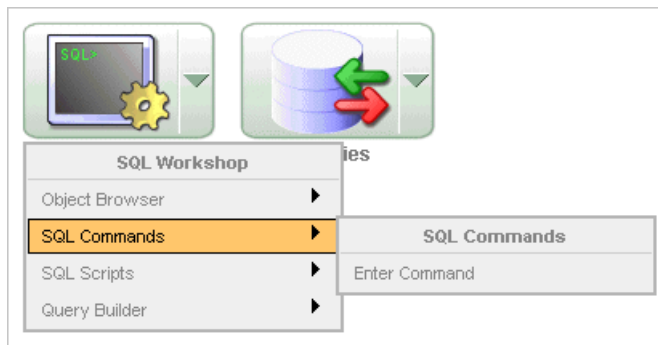 SQL>
ies
SQL Workshop
Object Browser
SQL Commands
SQL Scripts
Query Builder
SQL Commands
Enter Command